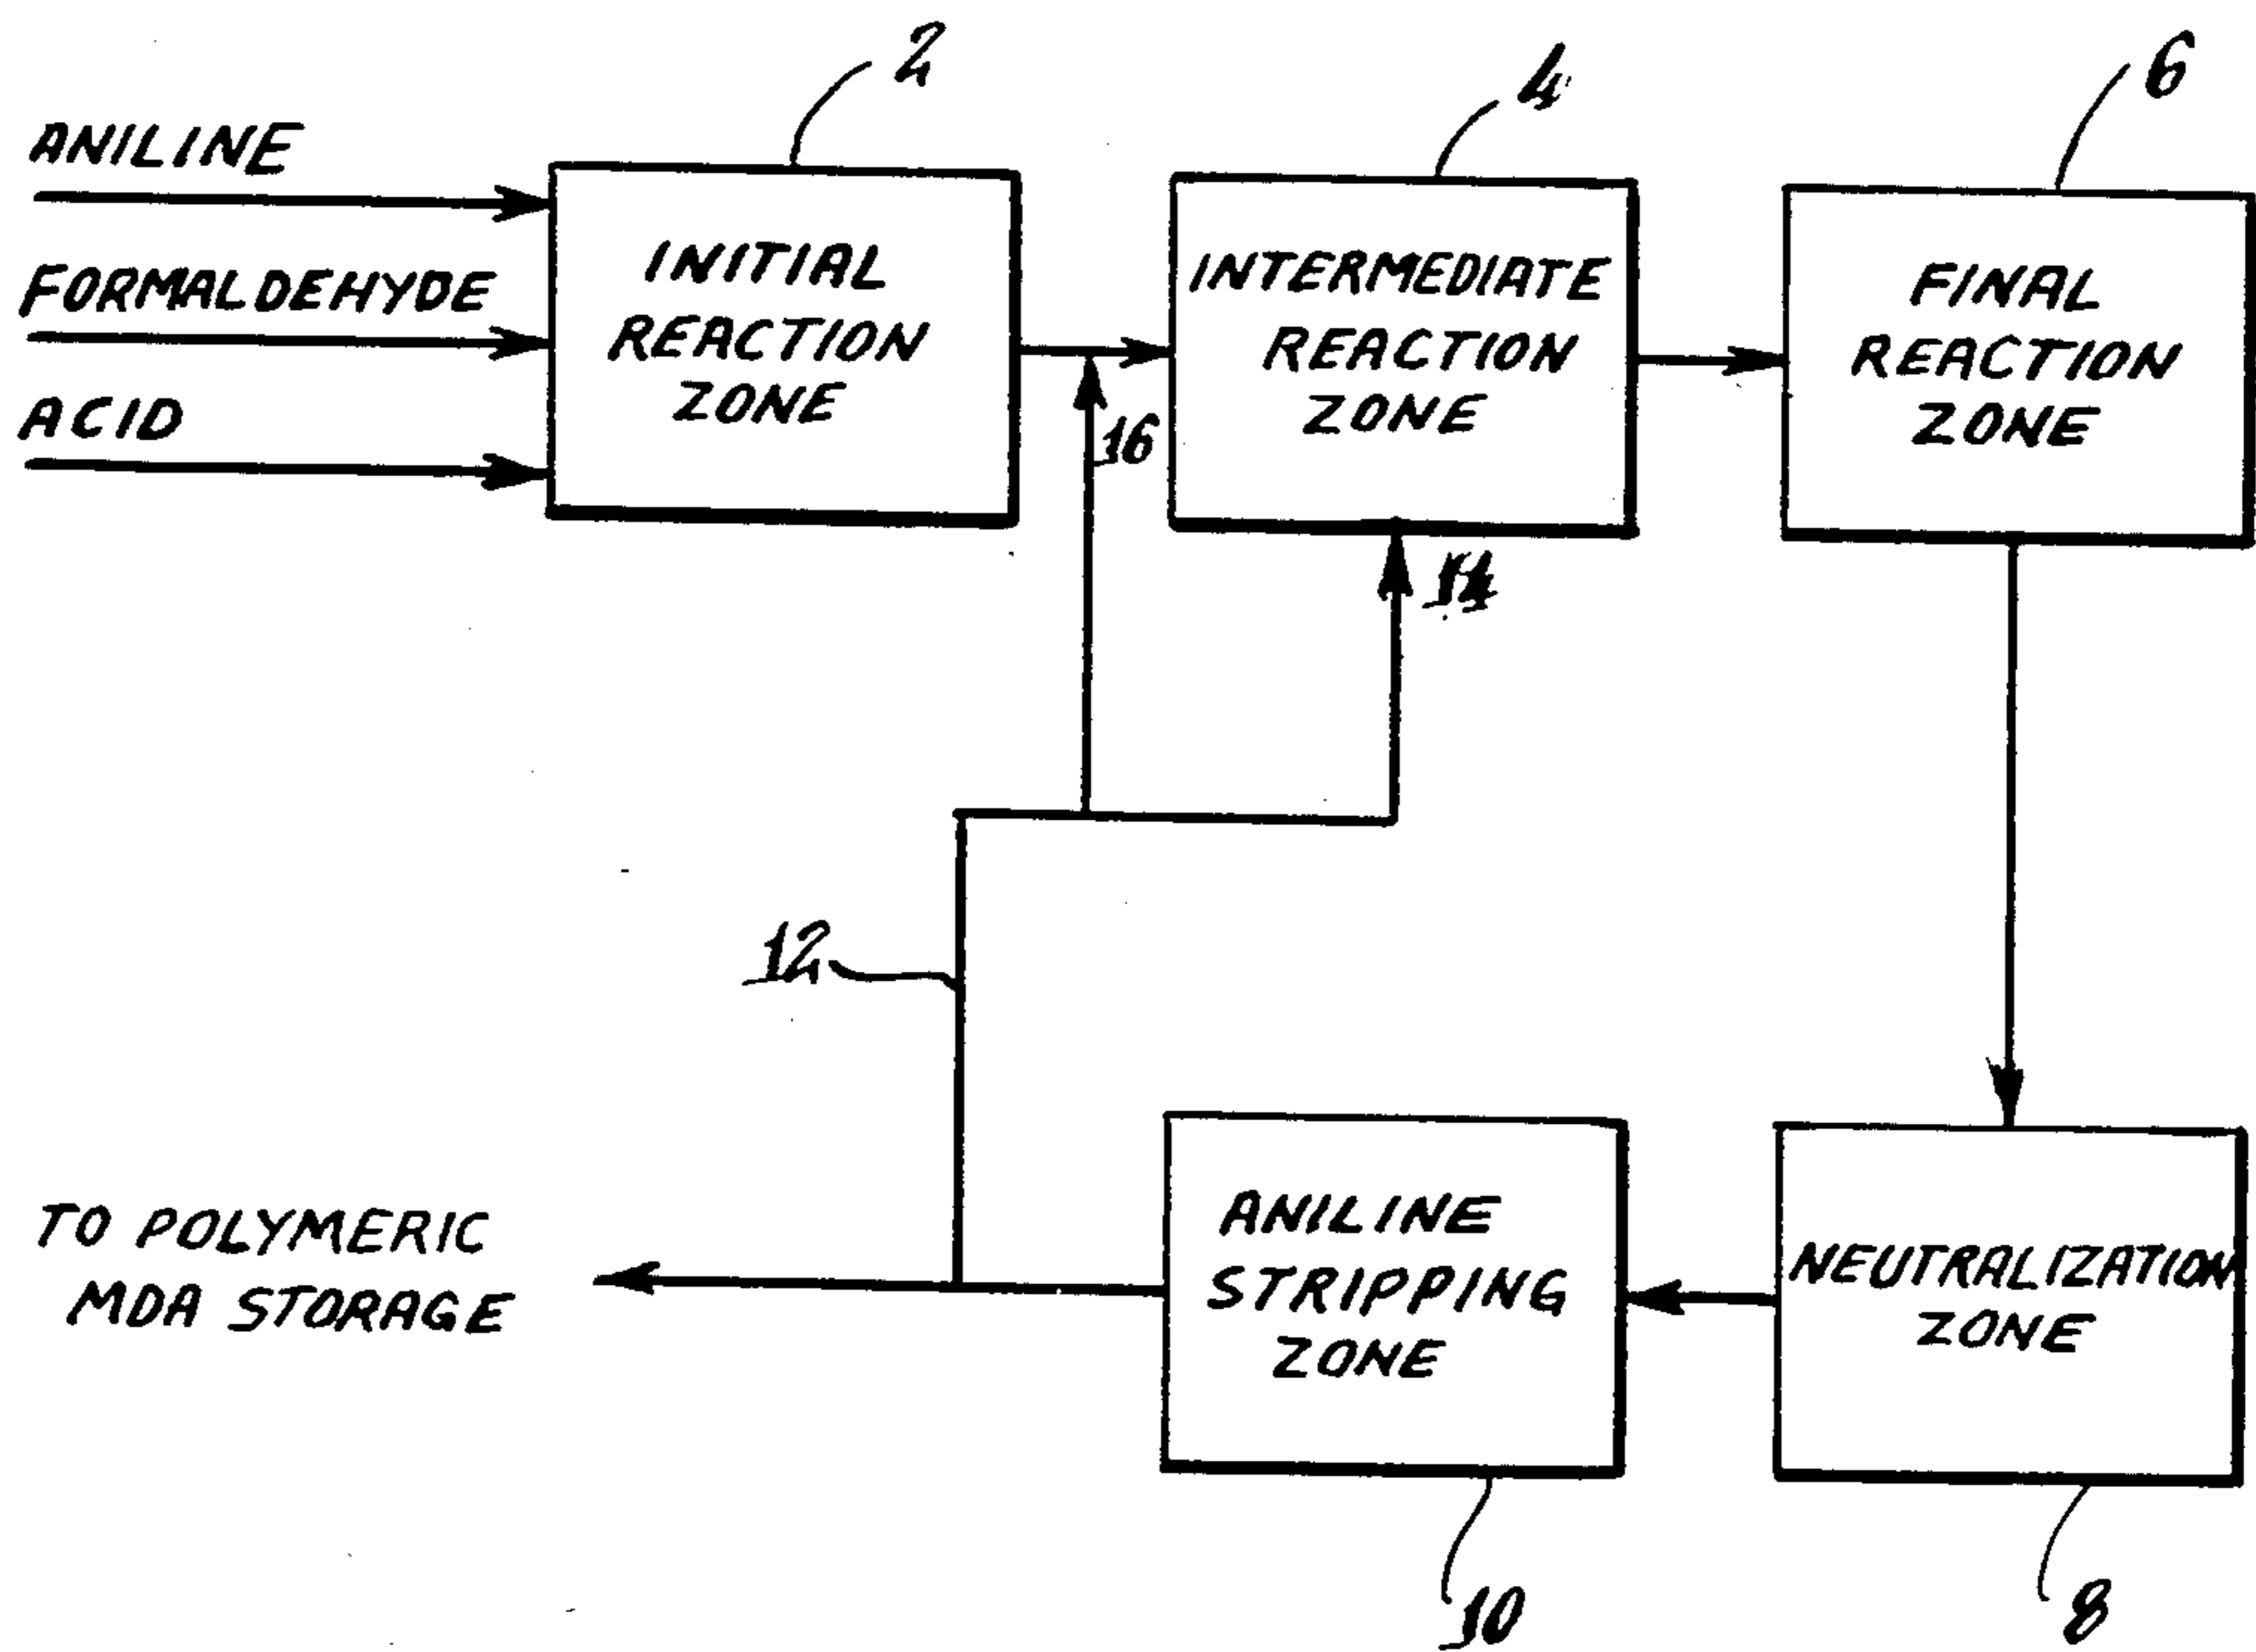 2
4
6
ANILINE
FORMALDEHYDE
ACID
INITIAL
REACTION
ZONE
16
INTERMEDIATE
REACTION
ZONE
14
FINAL
REACTION
ZONE
12
TO POLYMERIC
MDA STORAGE
ANILINE
STRIPPING
ZONE
NEUTRALIZATION
ZONE
10
8